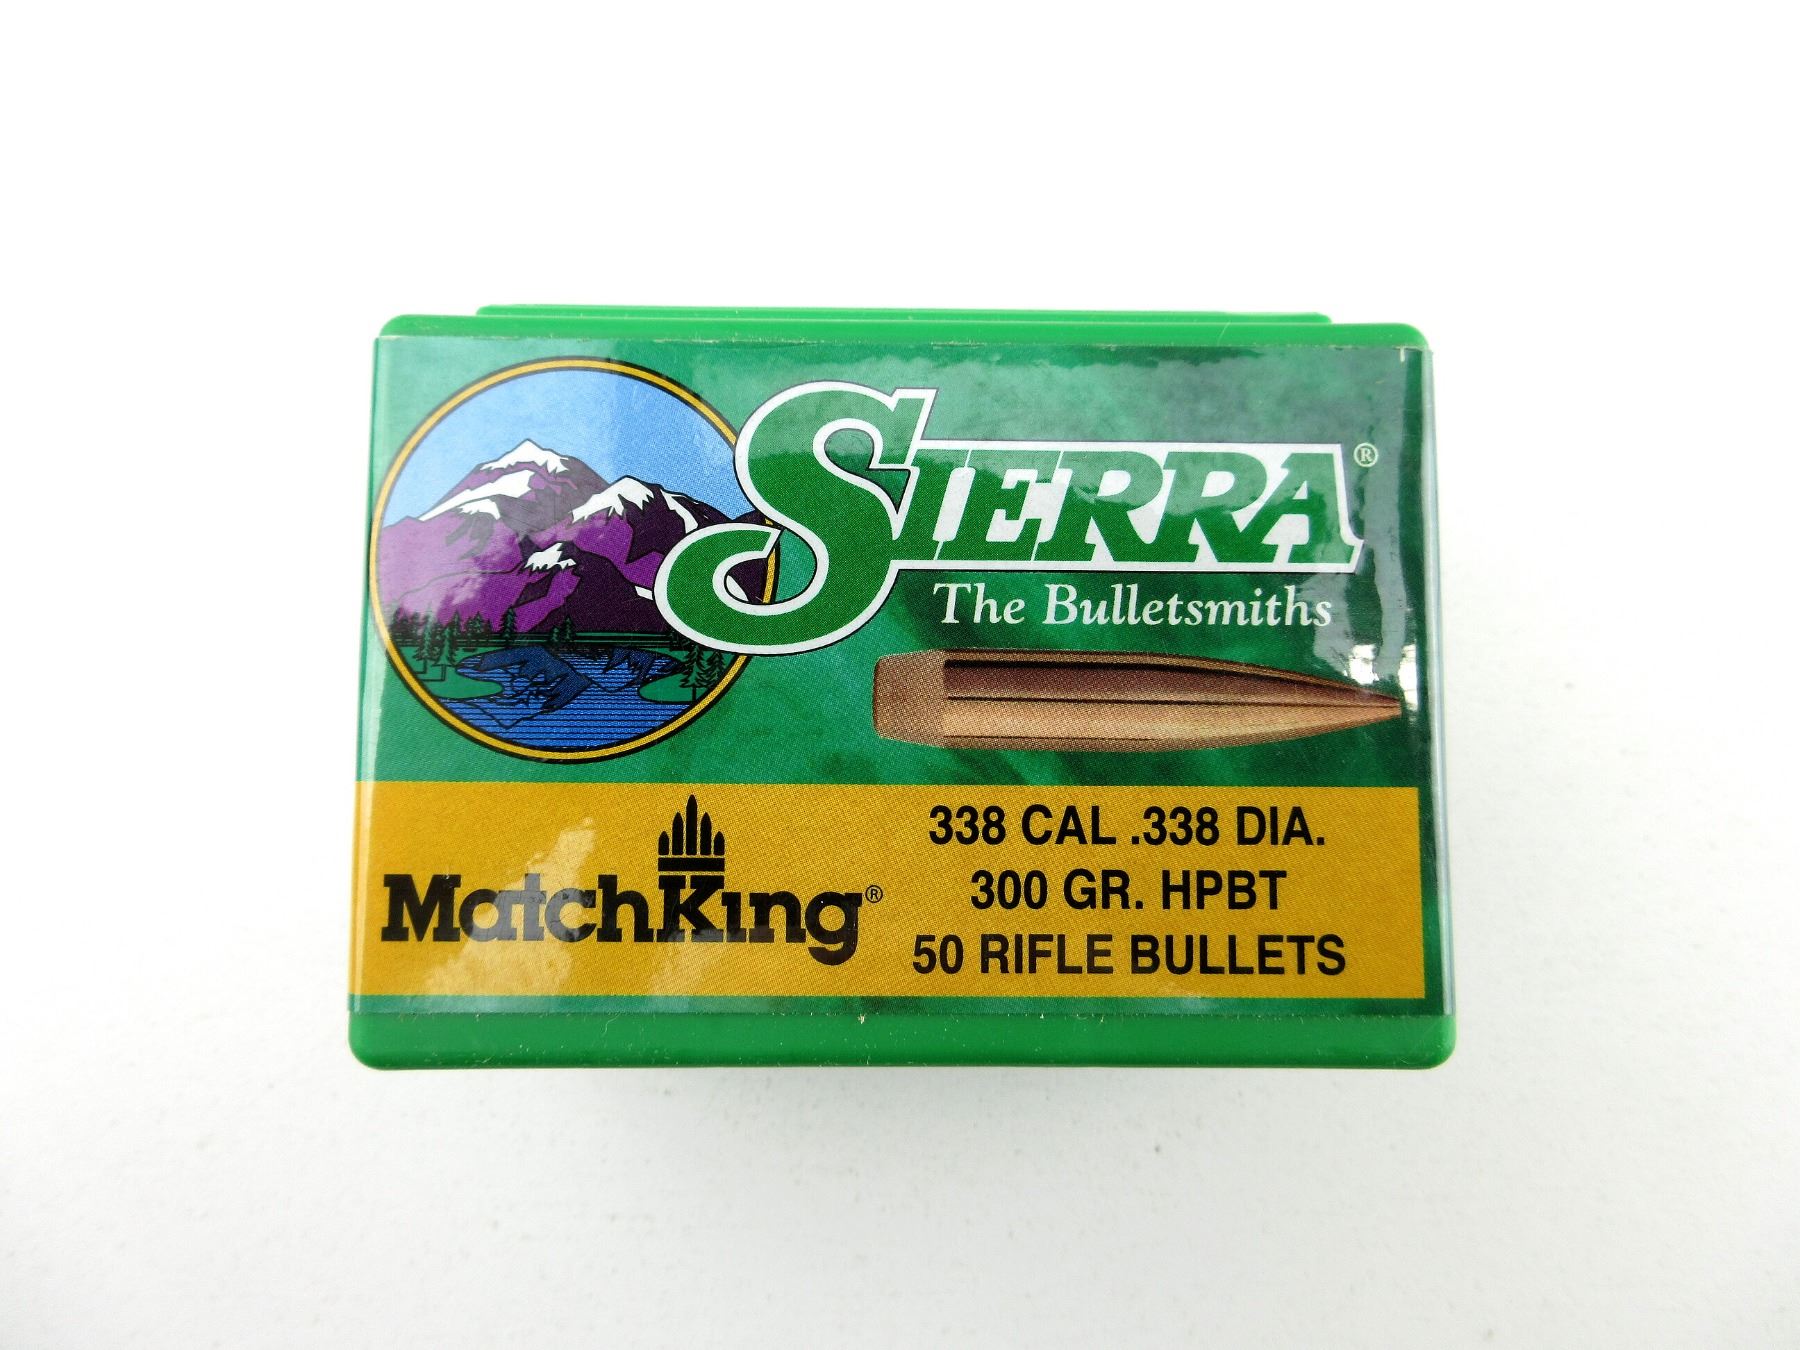 SIERRA®
The Bulletsmiths
MatchKing®
338 CAL .338 DIA.
300 GR. HPBT
50 RIFLE BULLETS